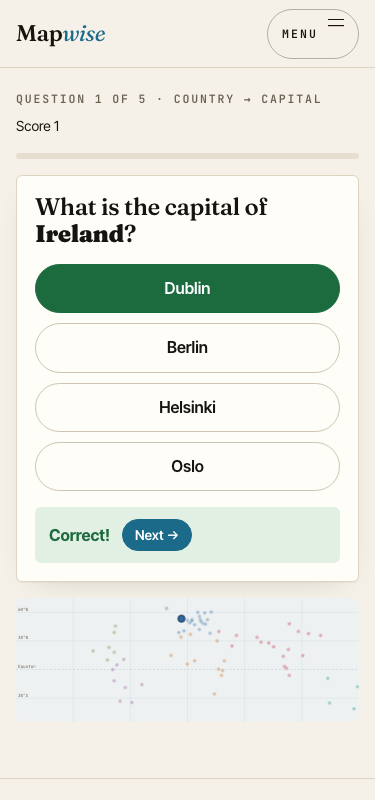 Mapwise
MENU
QUESTION 1 OF 5 · COUNTRY → CAPITAL
Score 1
What is the capital of
Ireland?
Dublin
Berlin
Helsinki
Oslo
Correct!
Next →
60°N
30°N
Equator
30°S